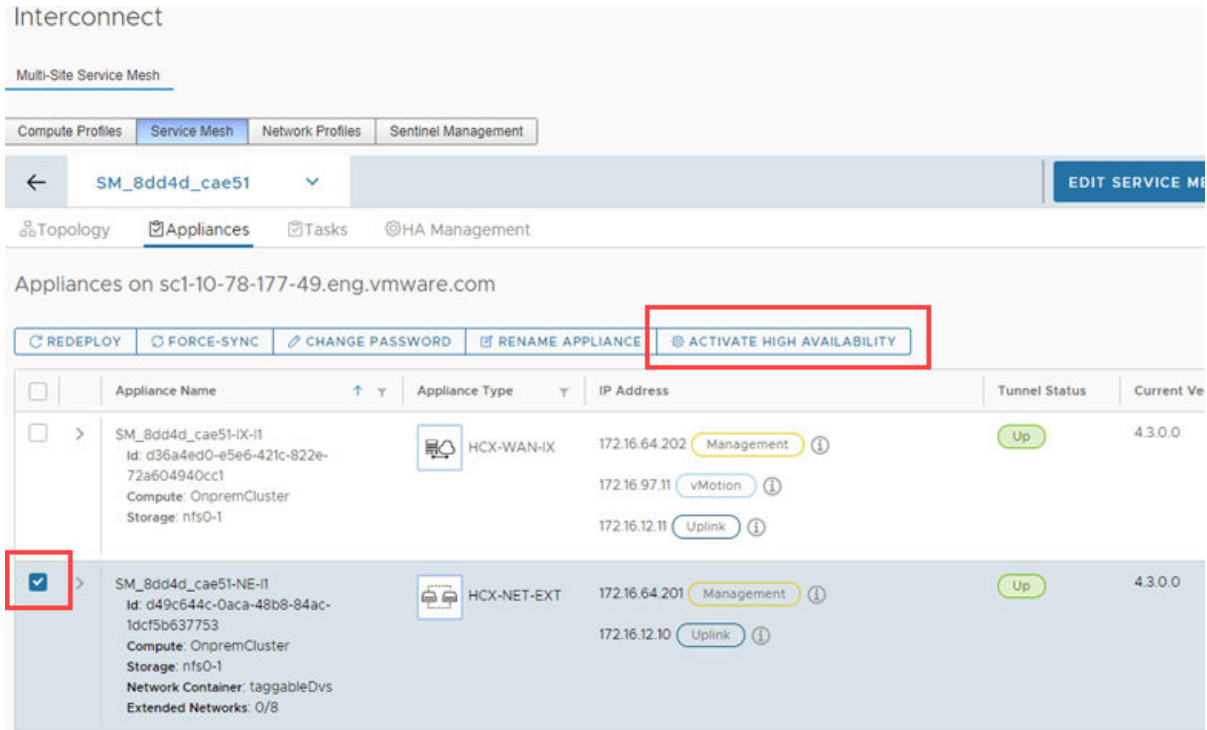 Interconnect
Multi-Site Service Mesh
Compute Profiles Service Mesh Network Profiles Sentinel Management
SM_8dd4d_cae51 EDIT SERVICE ME
Topology Appliances Tasks HA Management
Appliances on sc1-10-78-177-49.eng.vmware.com
REDEPLOY FORCE-SYNC CHANGE PASSWORD RENAME APPLIANCE ACTIVATE HIGH AVAILABILITY
Appliance Name Appliance Type IP Address Tunnel Status Current Ve
SM_8dd4d_cae51-IX-I1 HCX-WAN-IX 172.16.64.202 Management Up 4.3.0.0
Id: d36a4ed0-e5e6-421c-822e-
72a604940cc1 172.16.97.11 vMotion
Compute: OnpremCluster
Storage: nfs0-1 172.16.12.11 Uplink
SM_8dd4d_cae51-NE-I1 HCX-NET-EXT 172.16.64.201 Management Up 4.3.0.0
Id: d49c644c-0aca-48b8-84ac-
1dcf5b637753 172.16.12.10 Uplink
Compute: OnpremCluster
Storage: nfs0-1
Network Container: taggableDvs
Extended Networks: 0/8